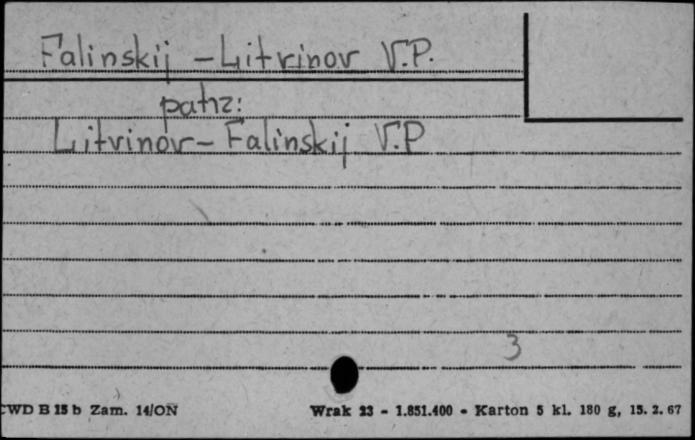 Falinskij - Litvinov V.P.
patrz:
Litvinov - Falinskij V.P
3
CWD B 15 b Zam. 14/ON Wrak 23 - 1.851.400 - Karton 5 kl. 180 g, 15. 2. 67